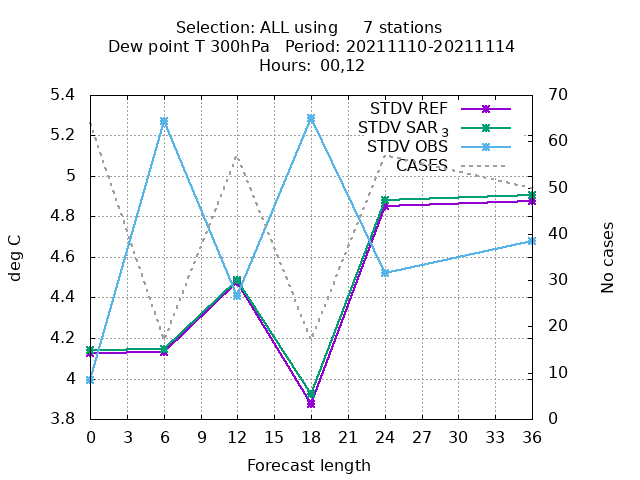 Selection: ALL using     7 stations
Dew point T 300hPa   Period: 20211110-20211114
Hours: 00,12
5.4
5.2
5
4.8
4.6
4.4
4.2
4
3.8
deg C
STDV REF
STDV SAR3
STDV OBS
CASES
70
60
50
40
30
20
10
0
No cases
0 3 6 9 12 15 18 21 24 27 30 33 36
Forecast length